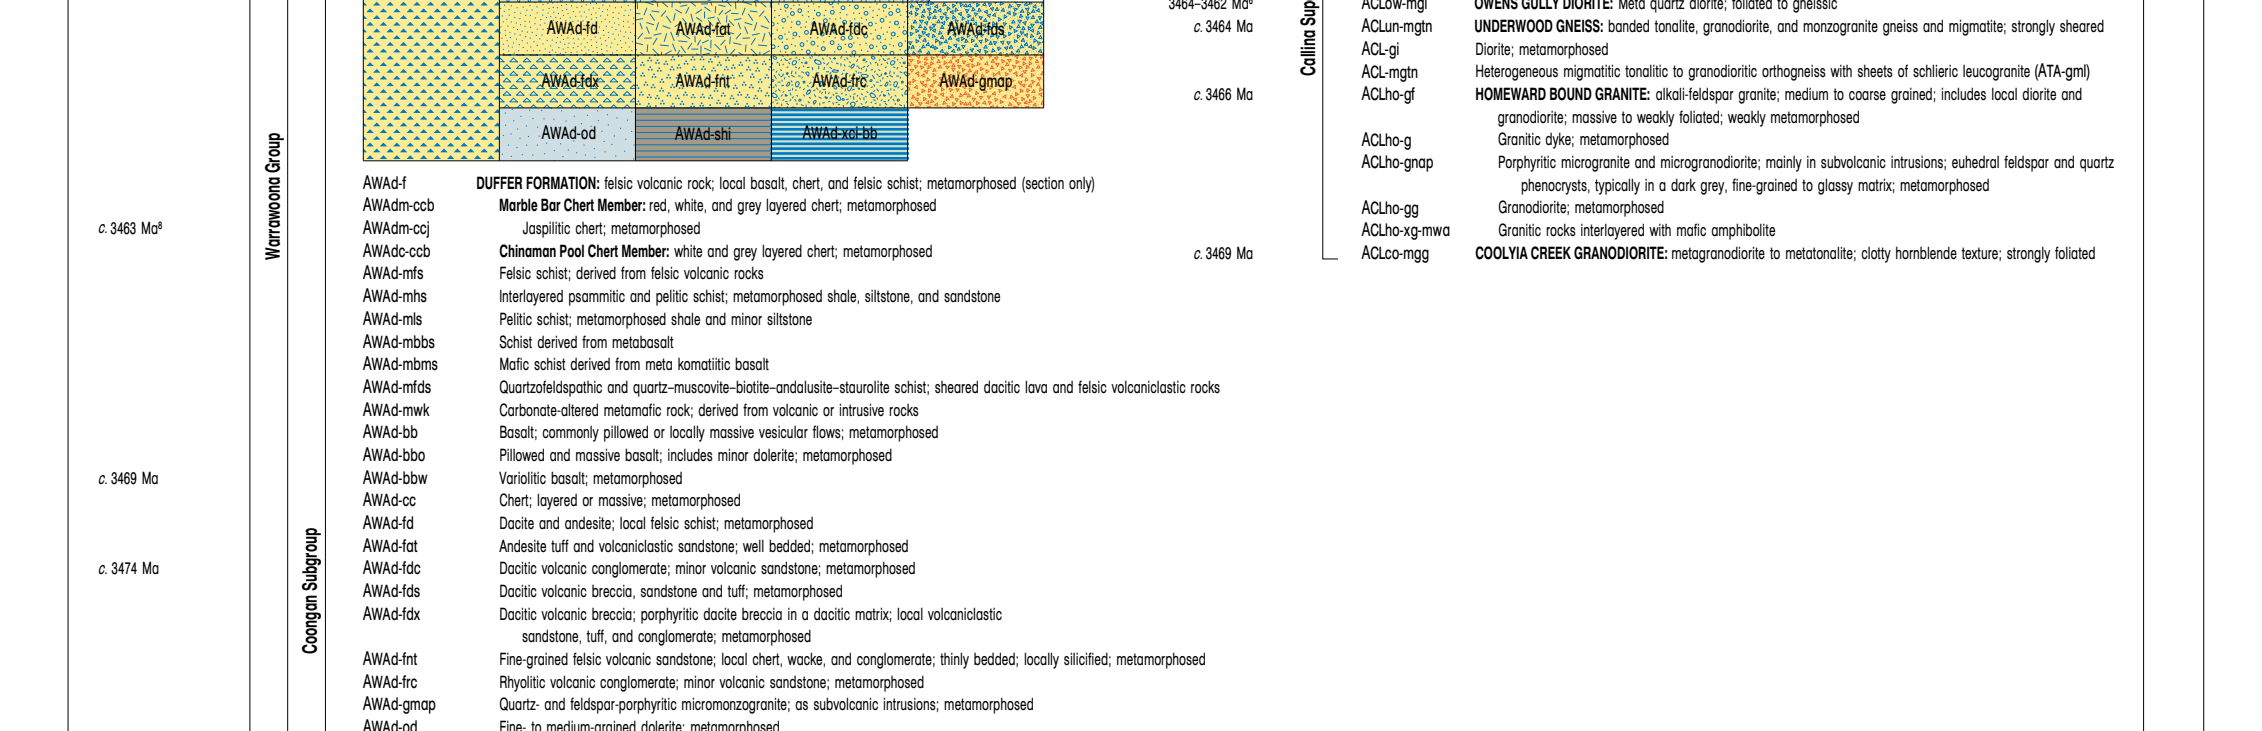 AWAd-fd AWAd-fat AWAd-fdc AWAd-fds
AWAd-fdx AWAd-fnt AWAd-frc AWAd-gmap
AWAd-od AWAd-shi AWAd-xci-bb
Warrawoona Group
Coongan Subgroup
AWAd-f DUFFER FORMATION: felsic volcanic rock; local basalt, chert, and felsic schist; metamorphosed (section only)
AWAdm-ccb Marble Bar Chert Member: red, white, and grey layered chert; metamorphosed
c. 3463 Ma⁸ AWAdm-ccj Jaspilitic chert; metamorphosed
AWAdc-ccb Chinaman Pool Chert Member: white and grey layered chert; metamorphosed
AWAd-mfs Felsic schist; derived from felsic volcanic rocks
AWAd-mhs Interlayered psammitic and pelitic schist; metamorphosed shale, siltstone, and sandstone
AWAd-mls Pelitic schist; metamorphosed shale and minor siltstone
AWAd-mbbs Schist derived from metabasalt
AWAd-mbms Mafic schist derived from meta komatiitic basalt
AWAd-mfds Quartzofeldspathic and quartz–muscovite–biotite–andalusite–staurolite schist; sheared dacitic lava and felsic volcaniclastic rocks
AWAd-mwk Carbonate-altered metamafic rock; derived from volcanic or intrusive rocks
AWAd-bb Basalt; commonly pillowed or locally massive vesicular flows; metamorphosed
AWAd-bbo Pillowed and massive basalt; includes minor dolerite; metamorphosed
c. 3469 Ma AWAd-bbw Variolitic basalt; metamorphosed
AWAd-cc Chert; layered or massive; metamorphosed
AWAd-fd Dacite and andesite; local felsic schist; metamorphosed
AWAd-fat Andesite tuff and volcaniclastic sandstone; well bedded; metamorphosed
c. 3474 Ma AWAd-fdc Dacitic volcanic conglomerate; minor volcanic sandstone; metamorphosed
AWAd-fds Dacitic volcanic breccia, sandstone and tuff; metamorphosed
AWAd-fdx Dacitic volcanic breccia; porphyritic dacite breccia in a dacitic matrix; local volcaniclastic
sandstone, tuff, and conglomerate; metamorphosed
AWAd-fnt Fine-grained felsic volcanic sandstone; local chert, wacke, and conglomerate; thinly bedded; locally silicified; metamorphosed
AWAd-frc Rhyolitic volcanic conglomerate; minor volcanic sandstone; metamorphosed
AWAd-gmap Quartz- and feldspar-porphyritic micromonzogranite; as subvolcanic intrusions; metamorphosed
AWAd-od Fine- to medium-grained dolerite; metamorphosed
Callina Sup
3464–3462 Ma⁶ ACLow-mgi OWENS GULLY DIORITE: Meta quartz diorite; foliated to gneissic
c. 3464 Ma ACLun-mgtn UNDERWOOD GNEISS: banded tonalite, granodiorite, and monzogranite gneiss and migmatite; strongly sheared
ACL-gi Diorite; metamorphosed
ACL-mgtn Heterogeneous migmatitic tonalitic to granodioritic orthogneiss with sheets of schlieric leucogranite (ATA-gml)
c. 3466 Ma ACLho-gf HOMEWARD BOUND GRANITE: alkali-feldspar granite; medium to coarse grained; includes local diorite and
granodiorite; massive to weakly foliated; weakly metamorphosed
ACLho-g Granitic dyke; metamorphosed
ACLho-gnap Porphyritic microgranite and microgranodiorite; mainly in subvolcanic intrusions; euhedral feldspar and quartz
phenocrysts, typically in a dark grey, fine-grained to glassy matrix; metamorphosed
ACLho-gg Granodiorite; metamorphosed
ACLho-xg-mwa Granitic rocks interlayered with mafic amphibolite
c. 3469 Ma ACLco-mgg COOLYIA CREEK GRANODIORITE: metagranodiorite to metatonalite; clotty hornblende texture; strongly foliated